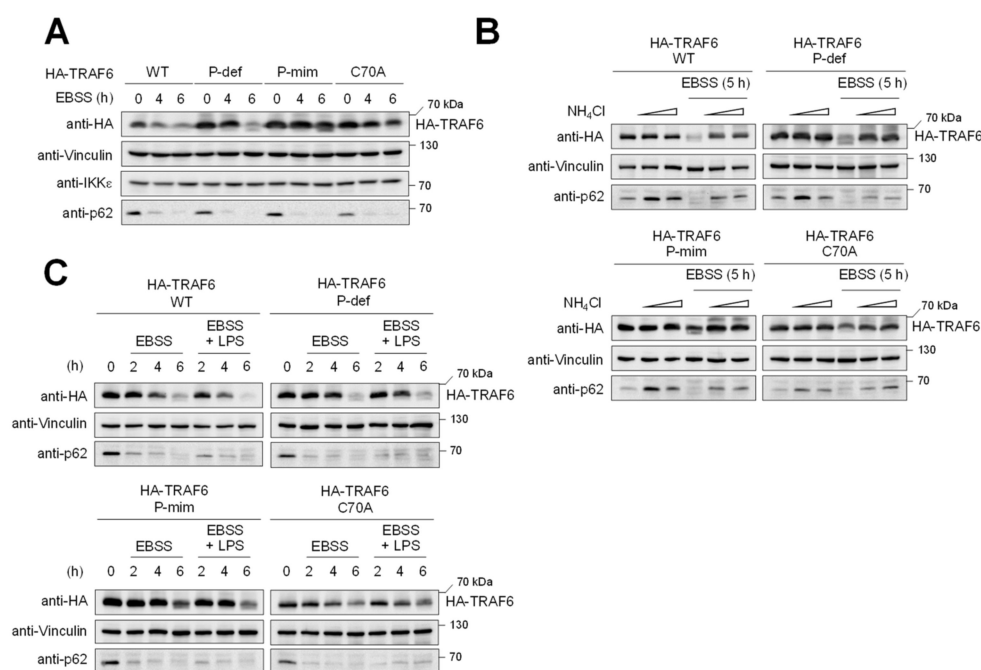 A
HA-TRAF6 WT P-def P-mim C70A
EBSS (h) 0 4 6 0 4 6 0 4 6 0 4 6
70 kDa
anti-HA HA-TRAF6
anti-Vinculin 130
anti-IKKε 70
anti-p62 70
B
HA-TRAF6 HA-TRAF6
WT P-def
EBSS (5 h) EBSS (5 h)
NH₄Cl 70 kDa
anti-HA HA-TRAF6
anti-Vinculin 130
anti-p62 70
HA-TRAF6 HA-TRAF6
P-mim C70A
EBSS (5 h) EBSS (5 h)
NH₄Cl 70 kDa
anti-HA HA-TRAF6
anti-Vinculin 130
anti-p62 70
C
HA-TRAF6 HA-TRAF6
WT P-def
EBSS EBSS
EBSS + LPS EBSS + LPS
(h) 0 2 4 6 2 4 6 0 2 4 6 2 4 6
70 kDa
anti-HA HA-TRAF6
anti-Vinculin 130
anti-p62 70
HA-TRAF6 HA-TRAF6
P-mim C70A
EBSS EBSS
EBSS + LPS EBSS + LPS
(h) 0 2 4 6 2 4 6 0 2 4 6 2 4 6
70 kDa
anti-HA HA-TRAF6
anti-Vinculin 130
anti-p62 70